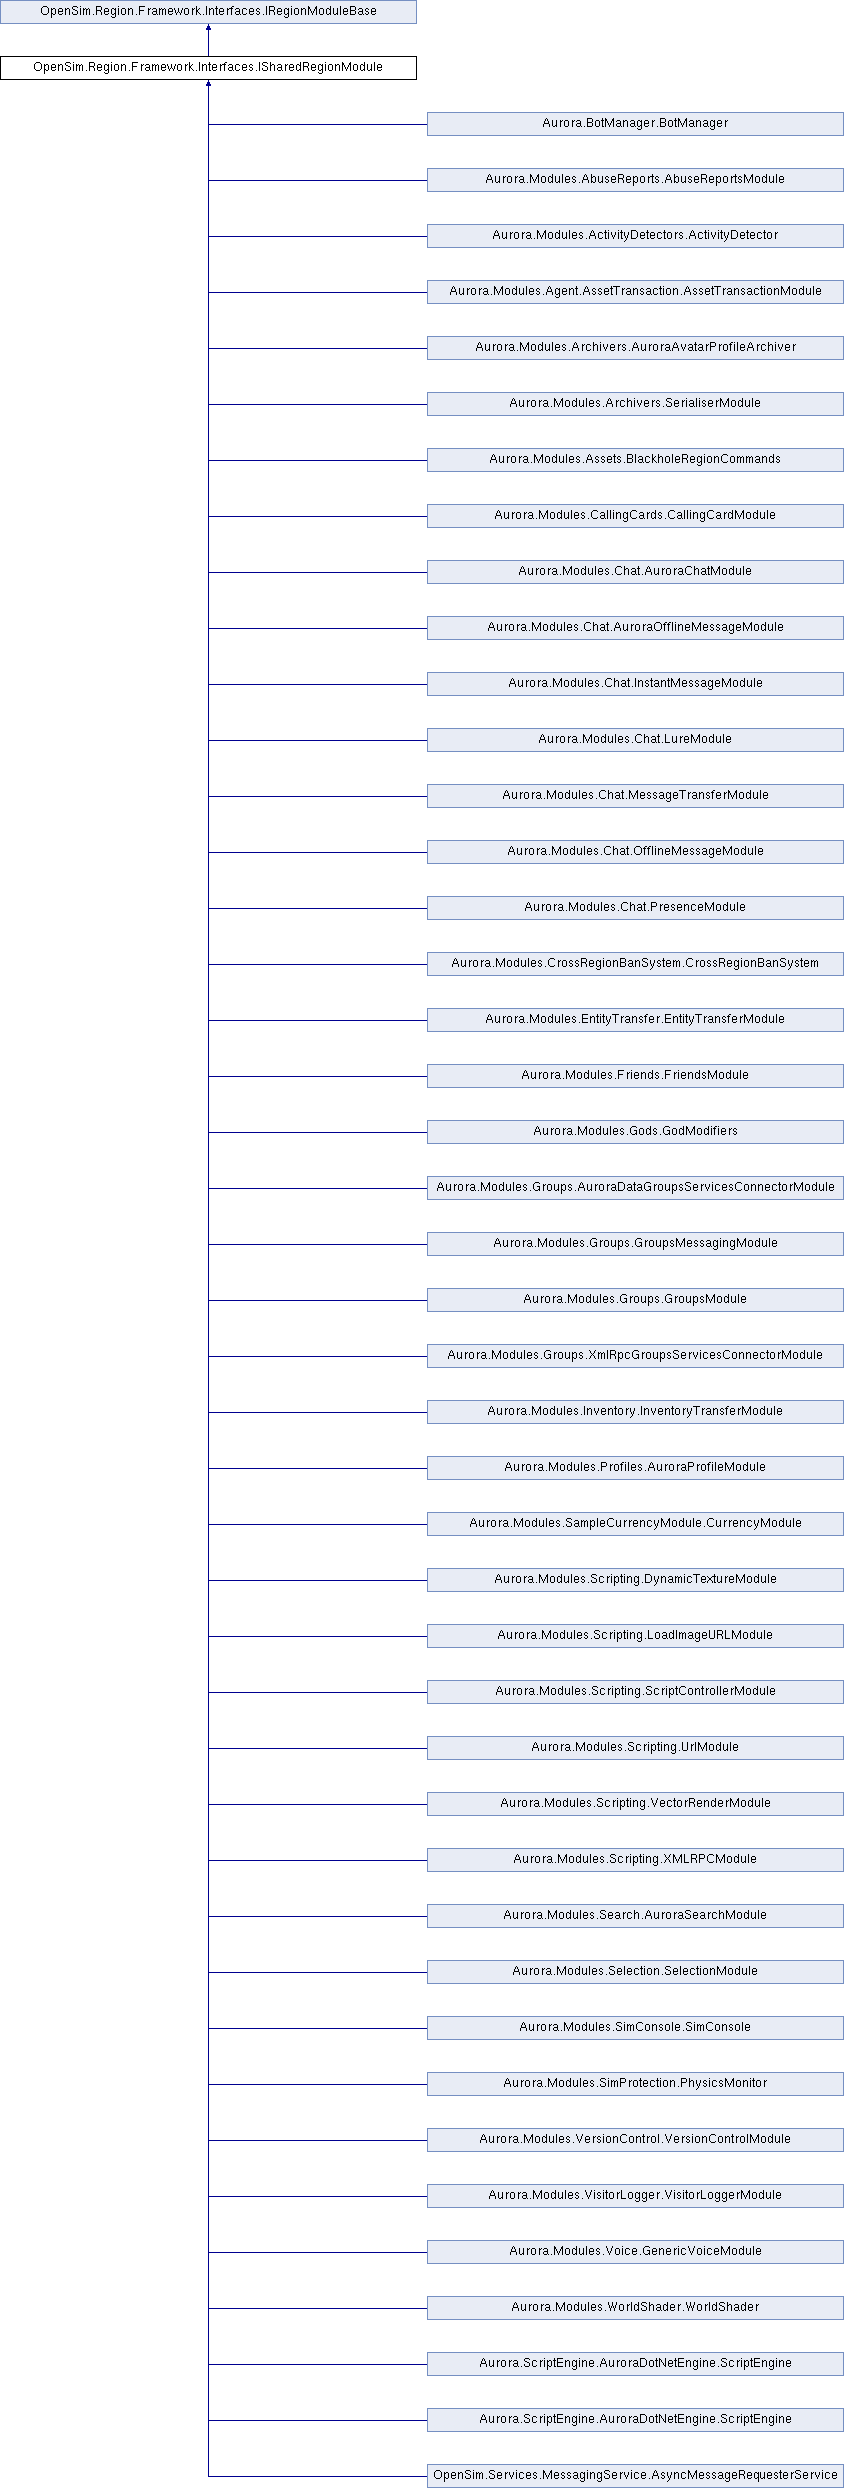 OpenSim.Region.Framework.Interfaces.IRegionModuleBase
OpenSim.Region.Framework.Interfaces.ISharedRegionModule
Aurora.BotManager.BotManager
Aurora.Modules.AbuseReports.AbuseReportsModule
Aurora.Modules.ActivityDetectors.ActivityDetector
Aurora.Modules.Agent.AssetTransaction.AssetTransactionModule
Aurora.Modules.Archivers.AuroraAvatarProfileArchiver
Aurora.Modules.Archivers.SerialiserModule
Aurora.Modules.Assets.BlackholeRegionCommands
Aurora.Modules.CallingCards.CallingCardModule
Aurora.Modules.Chat.AuroraChatModule
Aurora.Modules.Chat.AuroraOfflineMessageModule
Aurora.Modules.Chat.InstantMessageModule
Aurora.Modules.Chat.LureModule
Aurora.Modules.Chat.MessageTransferModule
Aurora.Modules.Chat.OfflineMessageModule
Aurora.Modules.Chat.PresenceModule
Aurora.Modules.CrossRegionBanSystem.CrossRegionBanSystem
Aurora.Modules.EntityTransfer.EntityTransferModule
Aurora.Modules.Friends.FriendsModule
Aurora.Modules.Gods.GodModifiers
Aurora.Modules.Groups.AuroraDataGroupsServicesConnectorModule
Aurora.Modules.Groups.GroupsMessagingModule
Aurora.Modules.Groups.GroupsModule
Aurora.Modules.Groups.XmlRpcGroupsServicesConnectorModule
Aurora.Modules.Inventory.InventoryTransferModule
Aurora.Modules.Profiles.AuroraProfileModule
Aurora.Modules.SampleCurrencyModule.CurrencyModule
Aurora.Modules.Scripting.DynamicTextureModule
Aurora.Modules.Scripting.LoadImageURLModule
Aurora.Modules.Scripting.ScriptControllerModule
Aurora.Modules.Scripting.UrlModule
Aurora.Modules.Scripting.VectorRenderModule
Aurora.Modules.Scripting.XMLRPCModule
Aurora.Modules.Search.AuroraSearchModule
Aurora.Modules.Selection.SelectionModule
Aurora.Modules.SimConsole.SimConsole
Aurora.Modules.SimProtection.PhysicsMonitor
Aurora.Modules.VersionControl.VersionControlModule
Aurora.Modules.VisitorLogger.VisitorLoggerModule
Aurora.Modules.Voice.GenericVoiceModule
Aurora.Modules.WorldShader.WorldShader
Aurora.ScriptEngine.AuroraDotNetEngine.ScriptEngine
Aurora.ScriptEngine.AuroraDotNetEngine.ScriptEngine
OpenSim.Services.MessagingService.AsyncMessageRequesterService